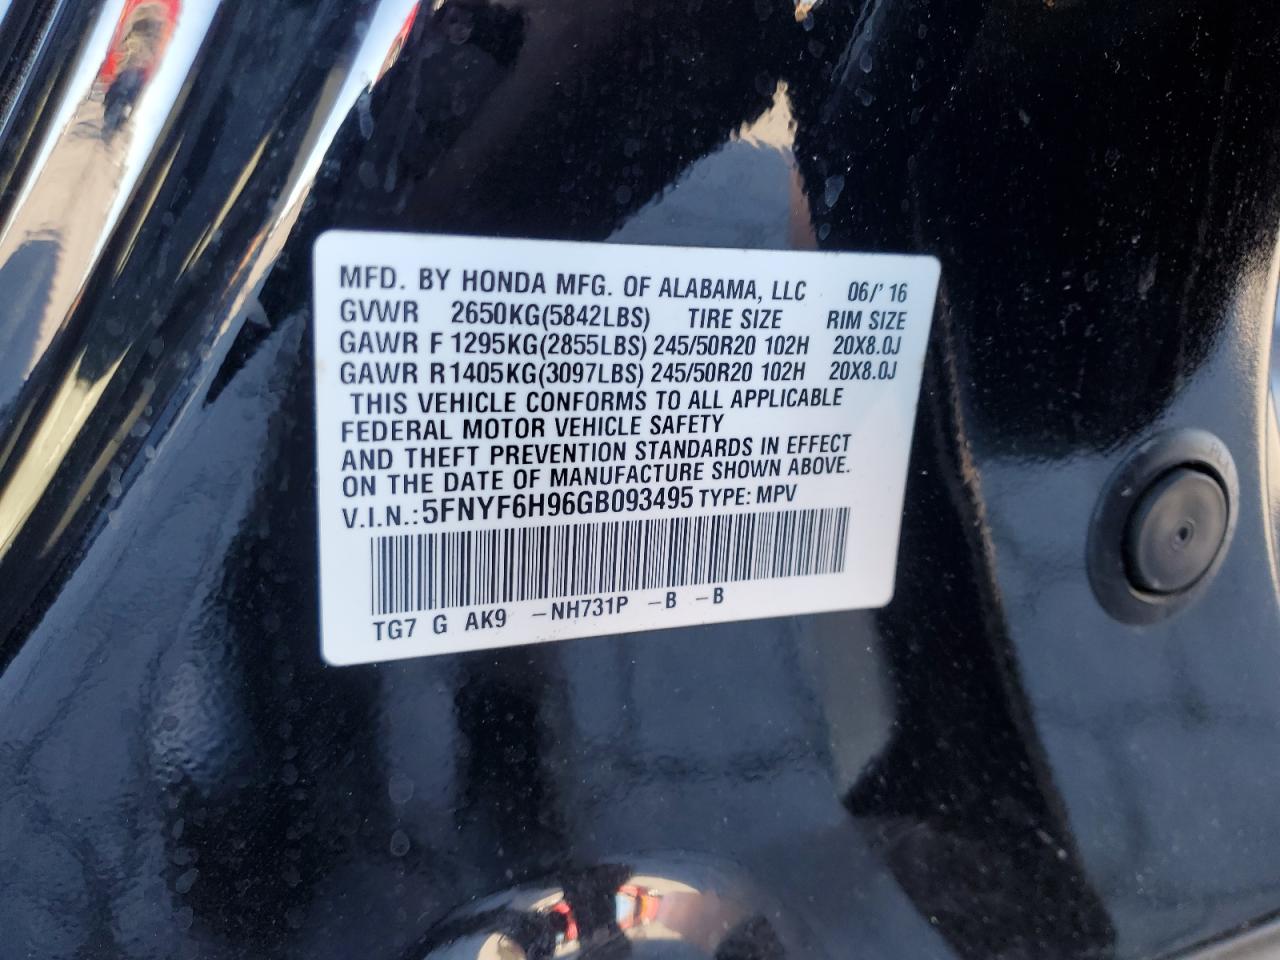 MFD. BY HONDA MFG. OF ALABAMA, LLC 06/'16
GVWR 2650KG(5842LBS) TIRE SIZE RIM SIZE
GAWR F 1295KG(2855LBS) 245/50R20 102H 20X8.0J
GAWR R1405KG(3097LBS) 245/50R20 102H 20X8.0J
THIS VEHICLE CONFORMS TO ALL APPLICABLE
FEDERAL MOTOR VEHICLE SAFETY
AND THEFT PREVENTION STANDARDS IN EFFECT
ON THE DATE OF MANUFACTURE SHOWN ABOVE.
V.I.N.:5FNYF6H96GB093495 TYPE: MPV
TG7 G AK9 -NH731P -B -B